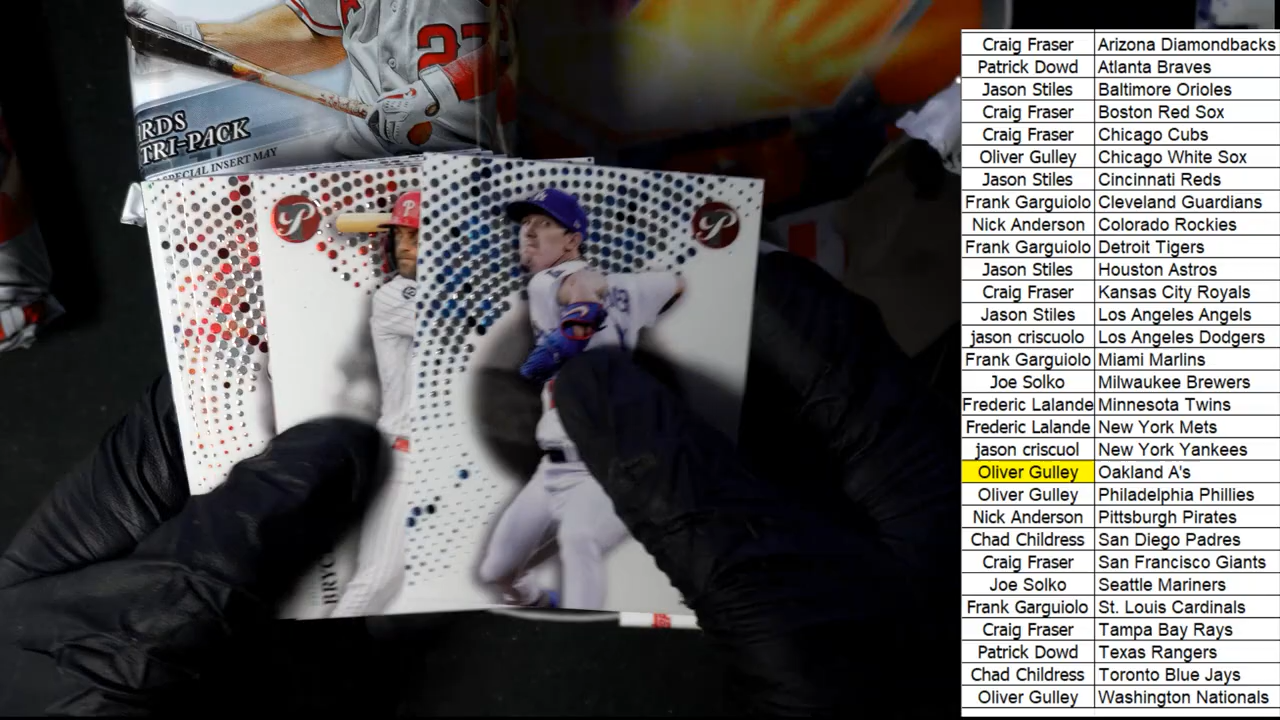 27
RDS
TRI-PACK
SPECIAL INSERT MAY
P
P
P
BRYC
Craig Fraser Arizona Diamondbacks
Patrick Dowd Atlanta Braves
Jason Stiles Baltimore Orioles
Craig Fraser Boston Red Sox
Craig Fraser Chicago Cubs
Oliver Gulley Chicago White Sox
Jason Stiles Cincinnati Reds
Frank Garguiolo Cleveland Guardians
Nick Anderson Colorado Rockies
Frank Garguiolo Detroit Tigers
Jason Stiles Houston Astros
Craig Fraser Kansas City Royals
Jason Stiles Los Angeles Angels
jason criscuolo Los Angeles Dodgers
Frank Garguiolo Miami Marlins
Joe Solko Milwaukee Brewers
Frederic Lalande Minnesota Twins
Frederic Lalande New York Mets
jason criscuol New York Yankees
Oliver Gulley Oakland A's
Oliver Gulley Philadelphia Phillies
Nick Anderson Pittsburgh Pirates
Chad Childress San Diego Padres
Craig Fraser San Francisco Giants
Joe Solko Seattle Mariners
Frank Garguiolo St. Louis Cardinals
Craig Fraser Tampa Bay Rays
Patrick Dowd Texas Rangers
Chad Childress Toronto Blue Jays
Oliver Gulley Washington Nationals